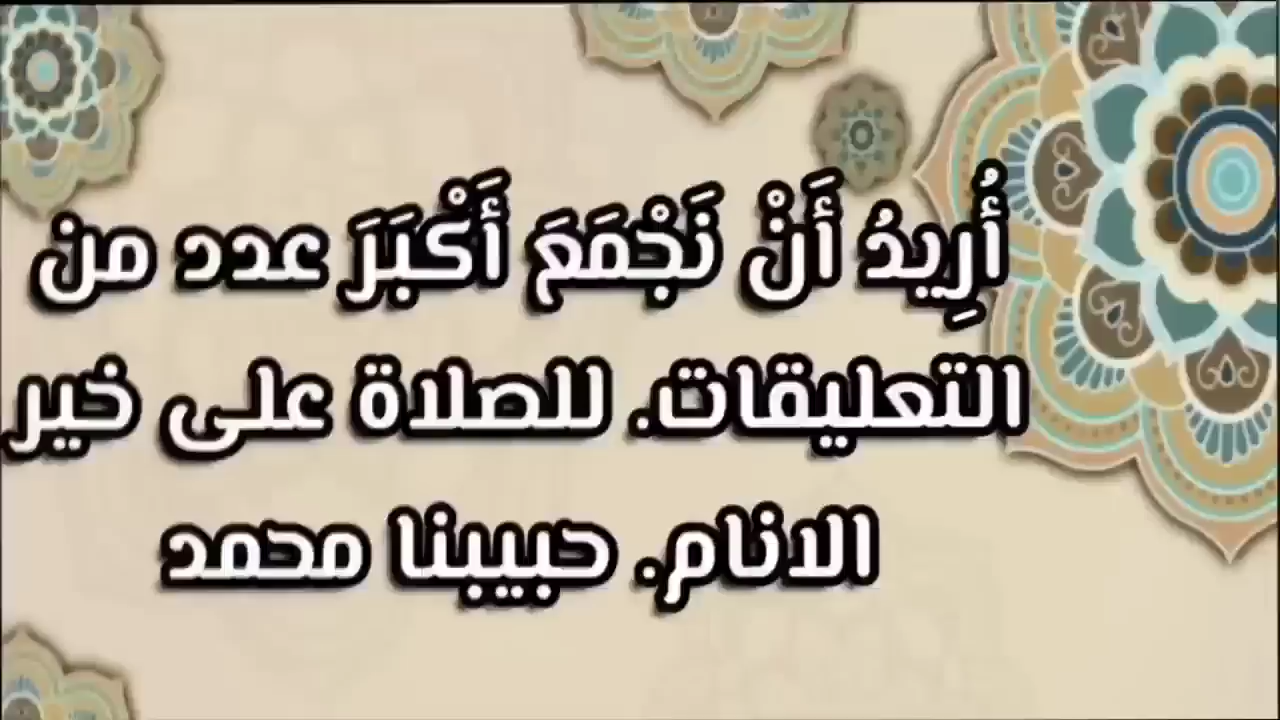 أُرِيدُ أَنْ نَجْمَعَ أَكْبَرَ عدد من
التعليقات. للصلاة على خير
الانام. حبيبنا محمد